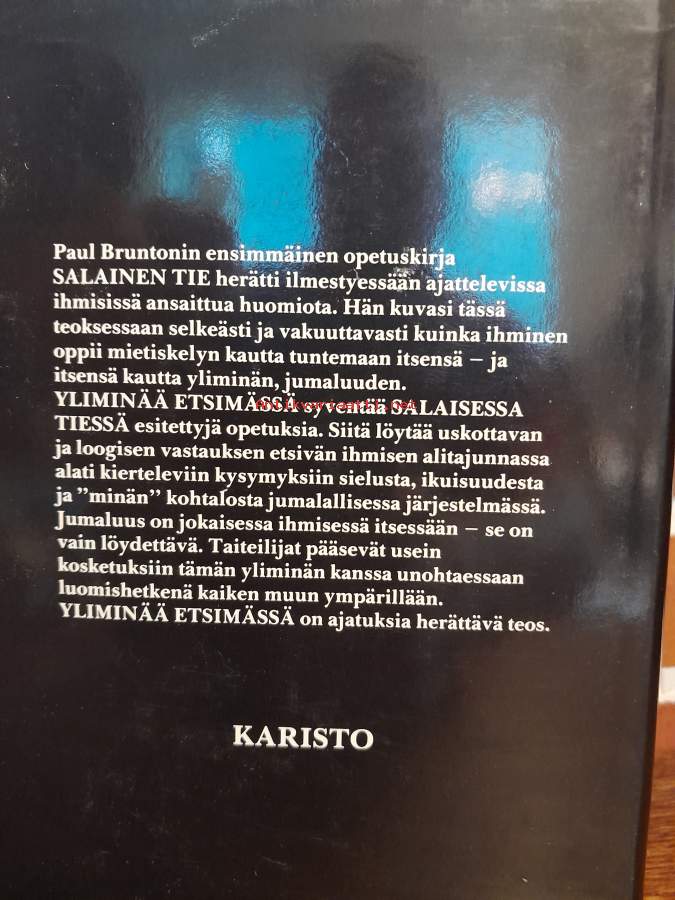 Paul Bruntonin ensimmäinen opetuskirja
SALAINEN TIE herätti ilmestyessään ajattelevissa
ihmisissä ansaittua huomiota. Hän kuvasi tässä
teoksessaan selkeästi ja vakuuttavasti kuinka ihminen
oppii mietiskelyn kautta tuntemaan itsensä – ja
itsensä kautta yliminän, jumaluuden.
YLIMINÄÄ ETSIMÄSSÄ syventää SALAISESSA
antikvariaatti.net
TIESSÄ esitettyjä opetuksia. Siitä löytää uskottavan
ja loogisen vastauksen etsivän ihmisen alitajunnassa
alati kierteleviin kysymyksiin sielusta, ikuisuudesta
ja ”minän” kohtalosta jumalallisessa järjestelmässä.
Jumaluus on jokaisessa ihmisessä itsessään – se on
vain löydettävä. Taiteilijat pääsevät usein
kosketuksiin tämän yliminän kanssa unohtaessaan
luomishetkenä kaiken muun ympärillään.
YLIMINÄÄ ETSIMÄSSÄ on ajatuksia herättävä teos.
KARISTO